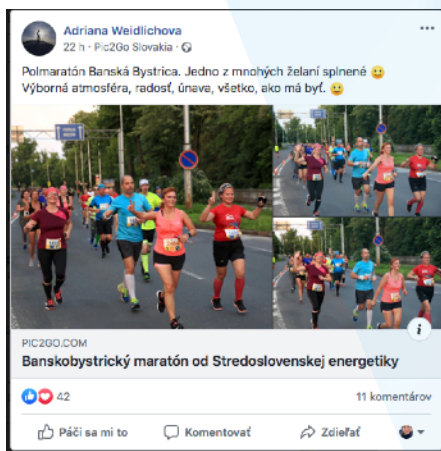 Adriana Weidlichova
22 h · Pic2Go Slovakia ·
Polmaratón Banská Bystrica. Jedno z mnohých želaní splnené
Výborná atmosféra, radosť, únava, všetko, ako má byť.
PIC2GO.COM
Banskobystrický maratón od Stredoslovenskej energetiky
42
11 komentárov
Páči sa mi to
Komentovať
Zdieľať